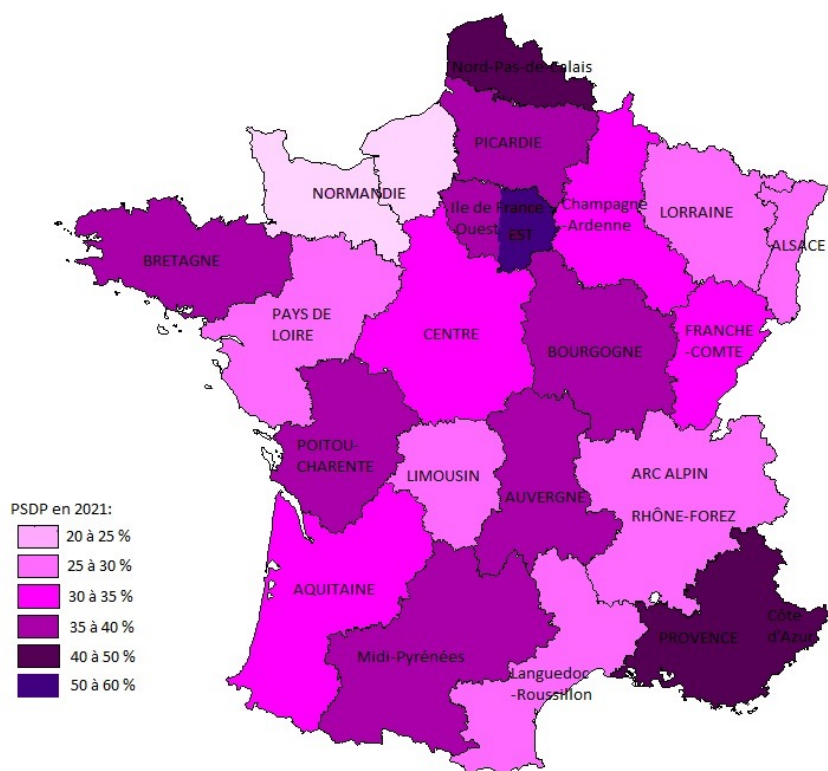 Nord-Pas-de-Calais
PICARDIE
NORMANDIE
Ile de France
Ouest
EST
Champagne
-Ardenne
LORRAINE
ALSACE
BRETAGNE
PAYS DE
LOIRE
CENTRE
BOURGOGNE
FRANCHE
-COMTE
POITOU-
CHARENTE
LIMOUSIN
AUVERGNE
ARC ALPIN
RHÔNE-FOREZ
AQUITAINE
Midi-Pyrénées
Languedoc
-Roussillon
PROVENCE
Côte
d'Azur
PSDP en 2021:
20 à 25 %
25 à 30 %
30 à 35 %
35 à 40 %
40 à 50 %
50 à 60 %